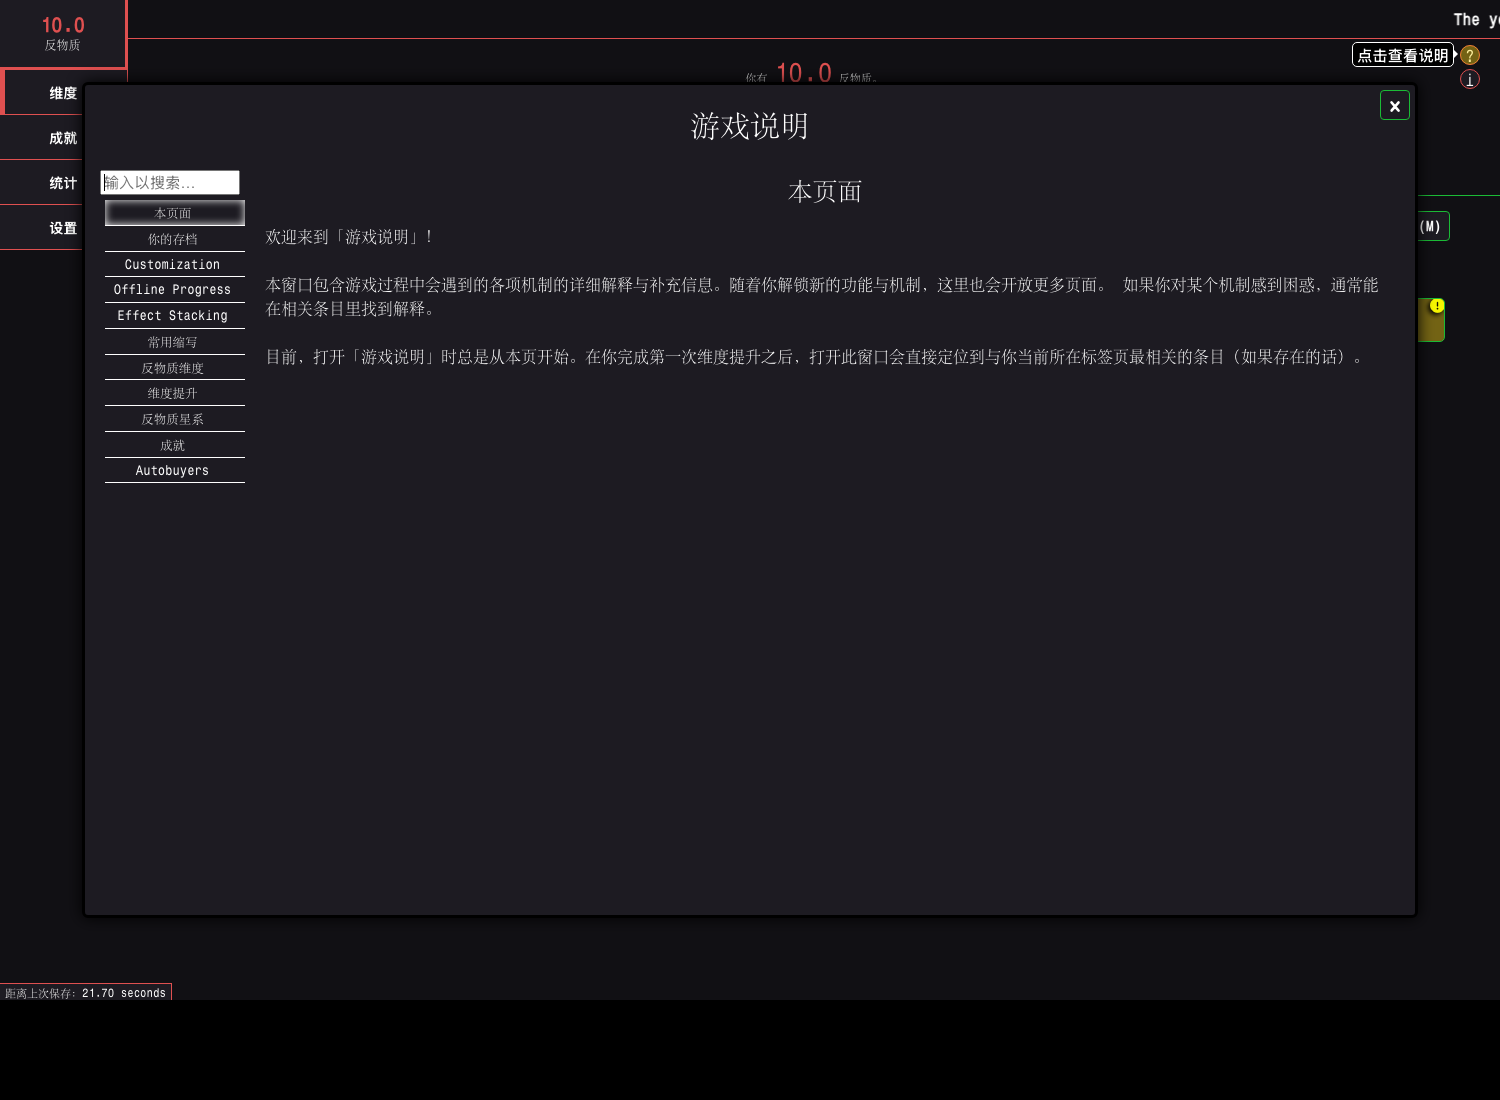 10.0
反物质
The
点击查看说明
?
i
你有 10.0 反物质。
维度
成就
统计
设置
游戏说明
x
输入以搜索...
本页面
你的存档
Customization
Offline Progress
Effect Stacking
常用缩写
反物质维度
维度提升
反物质星系
成就
Autobuyers
本页面
欢迎来到「游戏说明」！
本窗口包含游戏过程中会遇到的各项机制的详细解释与补充信息。随着你解锁新的功能与机制，这里也会开放更多页面。 如果你对某个机制感到困惑，通常能
在相关条目里找到解释。
目前，打开「游戏说明」时总是从本页开始。在你完成第一次维度提升之后，打开此窗口会直接定位到与你当前所在标签页最相关的条目（如果存在的话）。
(M)
!
距离上次保存: 21.70 seconds